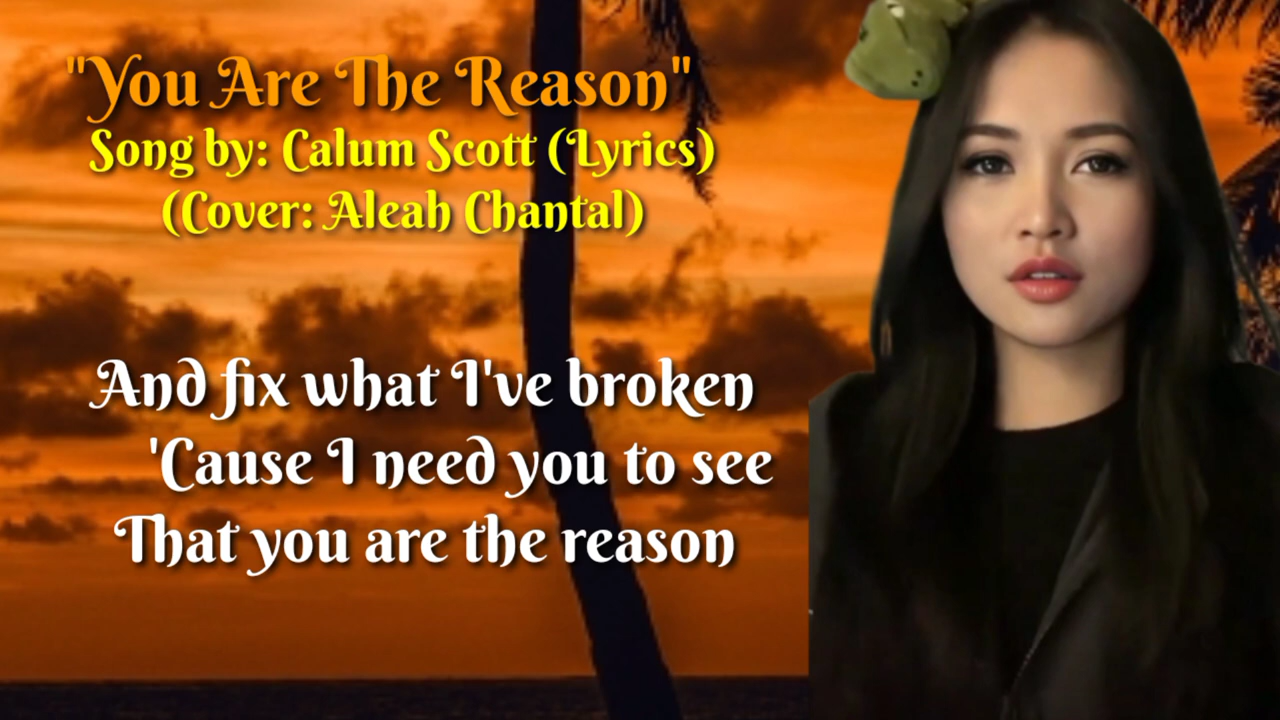 "You Are The Reason"
Song by: Calum Scott (Lyrics)
(Cover: Aleah Chantal)
And fix what I've broken
'Cause I need you to see
That you are the reason